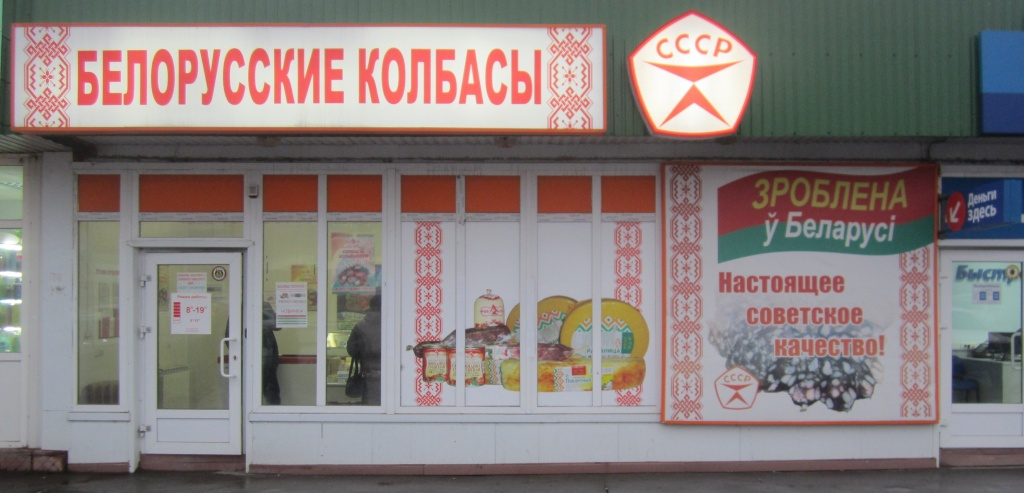 БЕЛОРУССКИЕ КОЛБАСЫ
СССР
ЗРОБЛЕНА
ў Беларусі
Настоящее
советское
качество!
СССР
8 -19
Деньги
здесь
Быстр